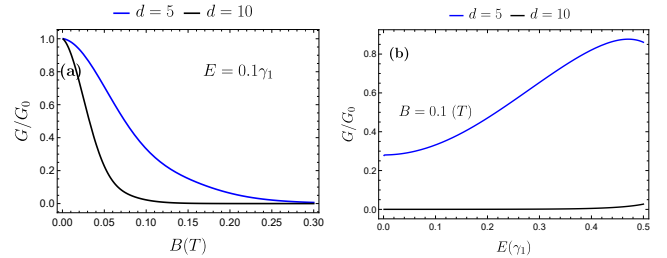 d = 5 d = 10
(a)
E = 0.1γ₁
G/G₀
1.0
0.8
0.6
0.4
0.2
0.0
0.00 0.05 0.10 0.15 0.20 0.25 0.30
B(T)
d = 5 d = 10
(b)
B = 0.1 (T)
G/G₀
0.8
0.6
0.4
0.2
0.0
0.0 0.1 0.2 0.3 0.4 0.5
E(γ₁)